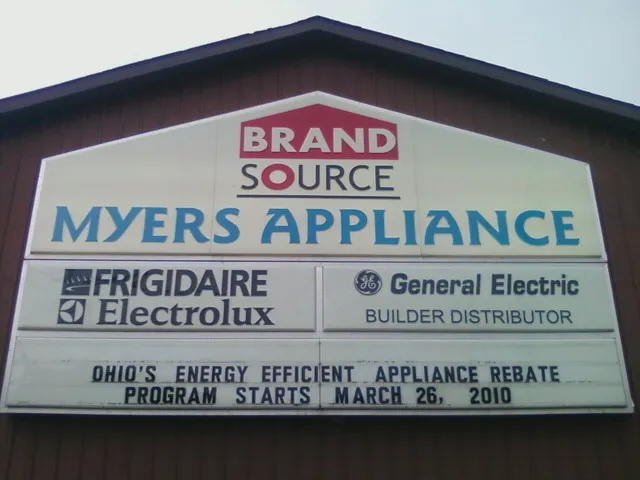 BRAND
SOURCE
MYERS APPLIANCE
FRIGIDAIRE
Electrolux
GE General Electric
BUILDER DISTRIBUTOR
OHIO'S ENERGY EFFICIENT APPLIANCE REBATE
PROGRAM STARTS MARCH 26, 2010